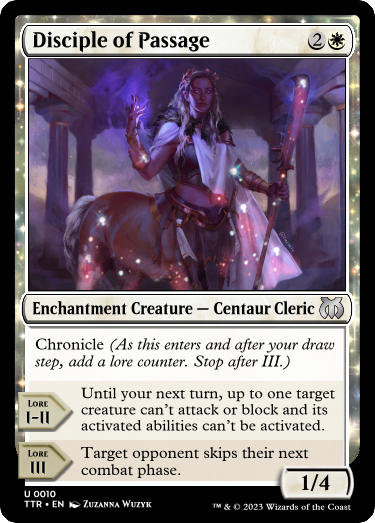 Disciple of Passage 2
Enchantment Creature — Centaur Cleric
Chronicle (As this enters and after your draw
step, add a lore counter. Stop after III.)
LORE
I–II
Until your next turn, up to one target
creature can't attack or block and its
activated abilities can't be activated.
LORE
III
Target opponent skips their next
combat phase.
1/4
U 0010
TTR • EN ZUZANNA WUZYK
™ & © 2023 Wizards of the Coast